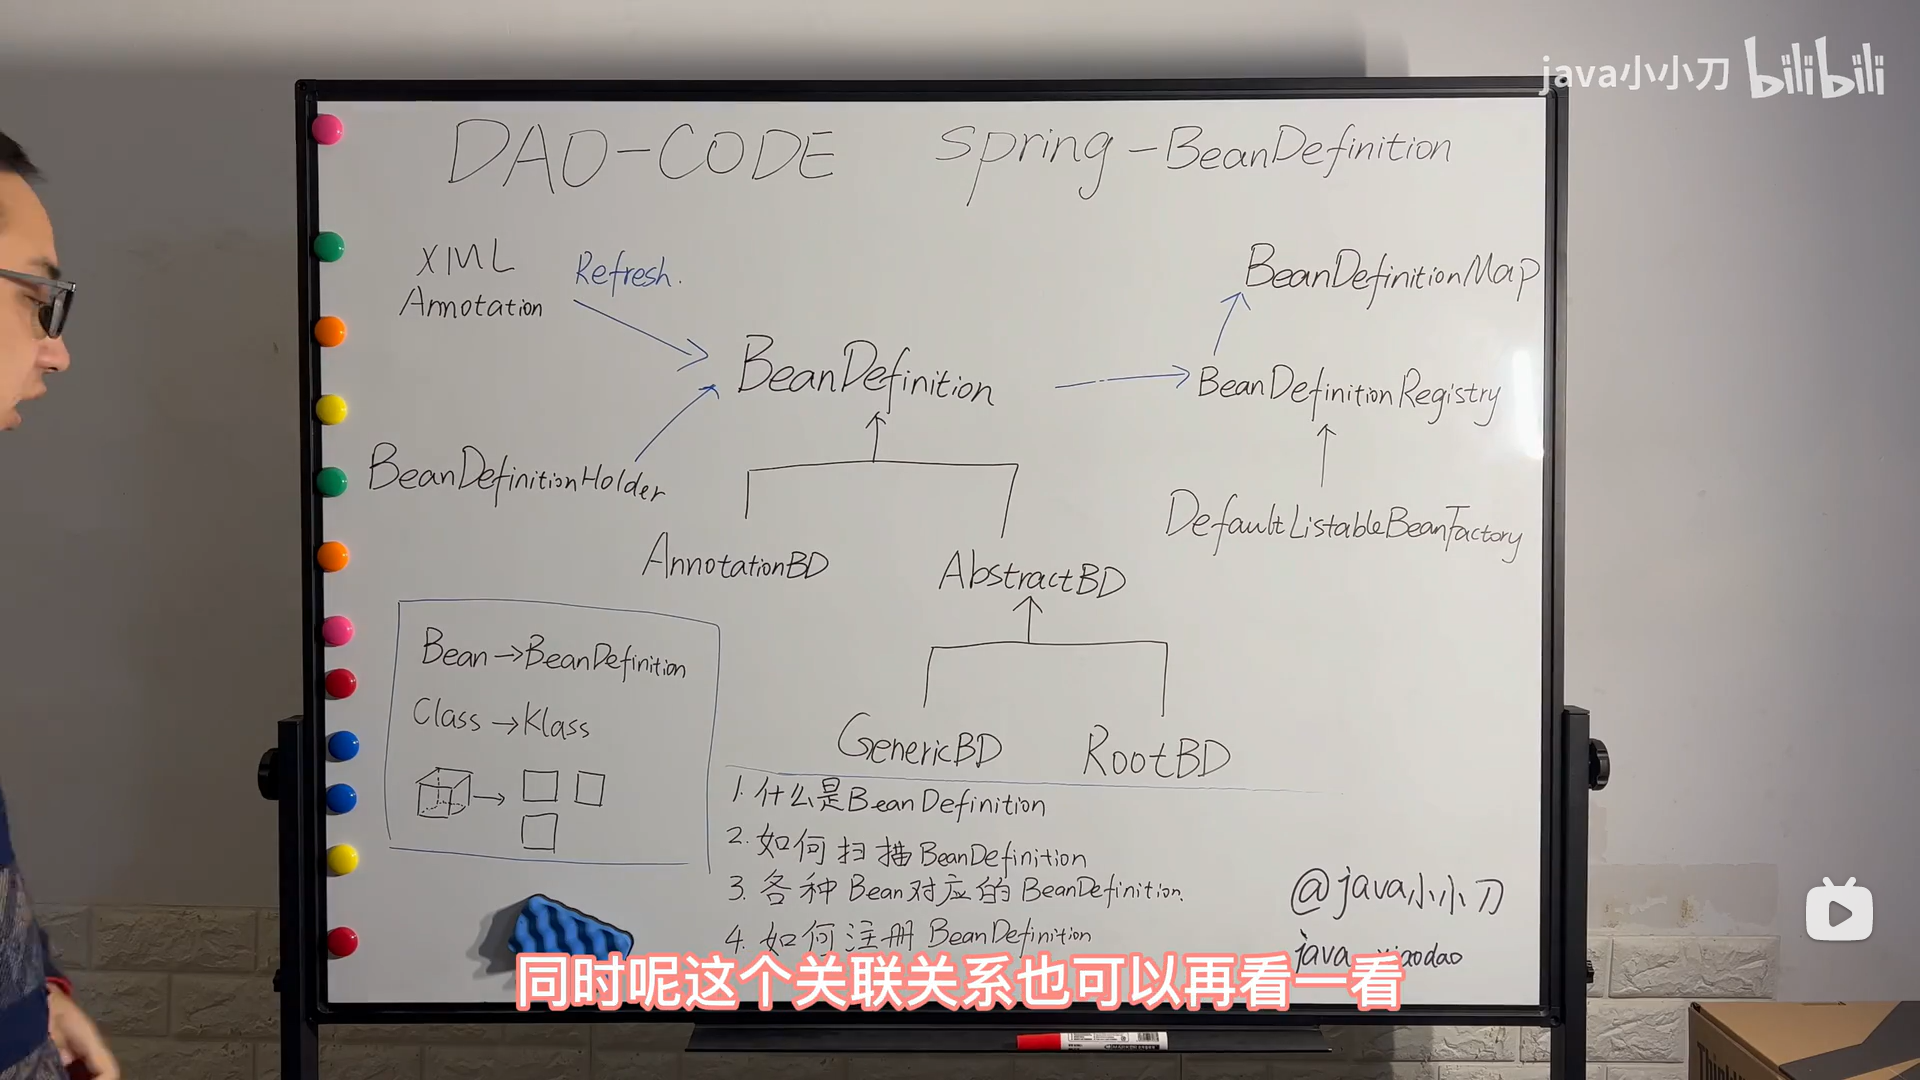 java小小刀 bilibili
DAO-CODE Spring-BeanDefinition
XML
Annotation
Refresh.
BeanDefinitionMap
BeanDefinition
BeanDefinitionRegistry
BeanDefinitionHolder
DefaultListableBeanFactory
AnnotationBD
AbstractBD
Bean→BeanDefinition
Class→Klass
GenericBD
RootBD
1. 什么是BeanDefinition
2. 如何扫描BeanDefinition
3. 各种Bean对应的BeanDefinition.
4. 如何注册BeanDefinition
@java小小刀
java
同时呢这个关联关系也可以再看一看